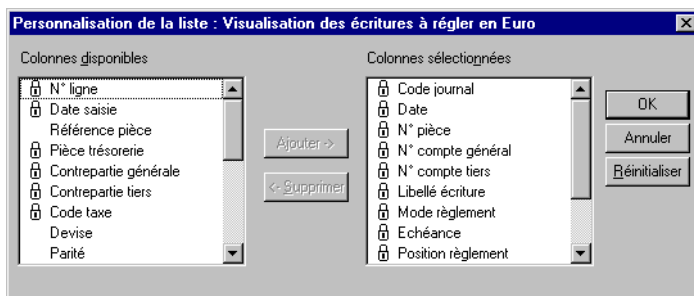 Personnalisation de la liste : Visualisation des écritures à régler en Euro
Colonnes disponibles
N° ligne
Date saisie
Référence pièce
Pièce trésorerie
Contrepartie générale
Contrepartie tiers
Code taxe
Devise
Parité
Ajouter ->
<- Supprimer
Colonnes sélectionnées
Code journal
Date
N° pièce
N° compte général
N° compte tiers
Libellé écriture
Mode règlement
Echéance
Position règlement
OK
Annuler
Réinitialiser